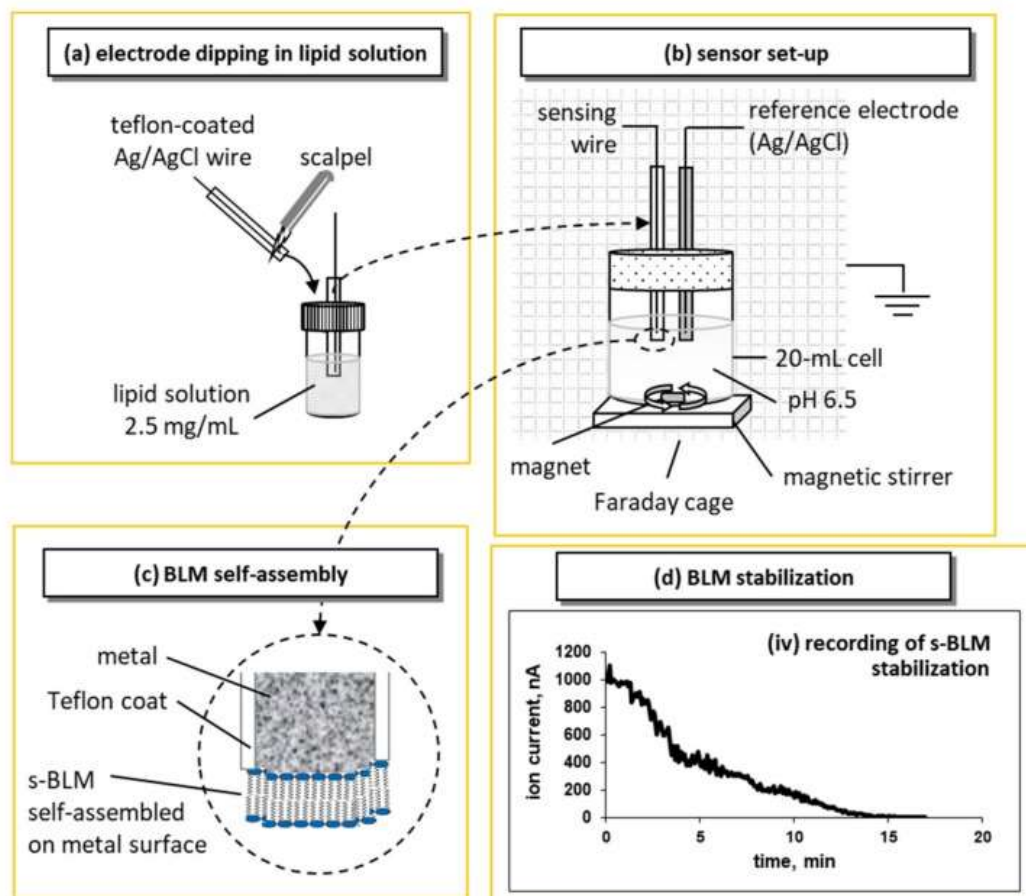 (a) electrode dipping in lipid solution
teflon-coated
Ag/AgCl wire
scalpel
lipid solution
2.5 mg/mL
(b) sensor set-up
sensing
wire
reference electrode
(Ag/AgCl)
20-mL cell
pH 6.5
magnet
magnetic stirrer
Faraday cage
(c) BLM self-assembly
metal
Teflon coat
s-BLM
self-assembled
on metal surface
(d) BLM stabilization
(iv) recording of s-BLM
stabilization
ion current, nA
1200
1000
800
600
400
200
0
0
5
10
15
20
time, min